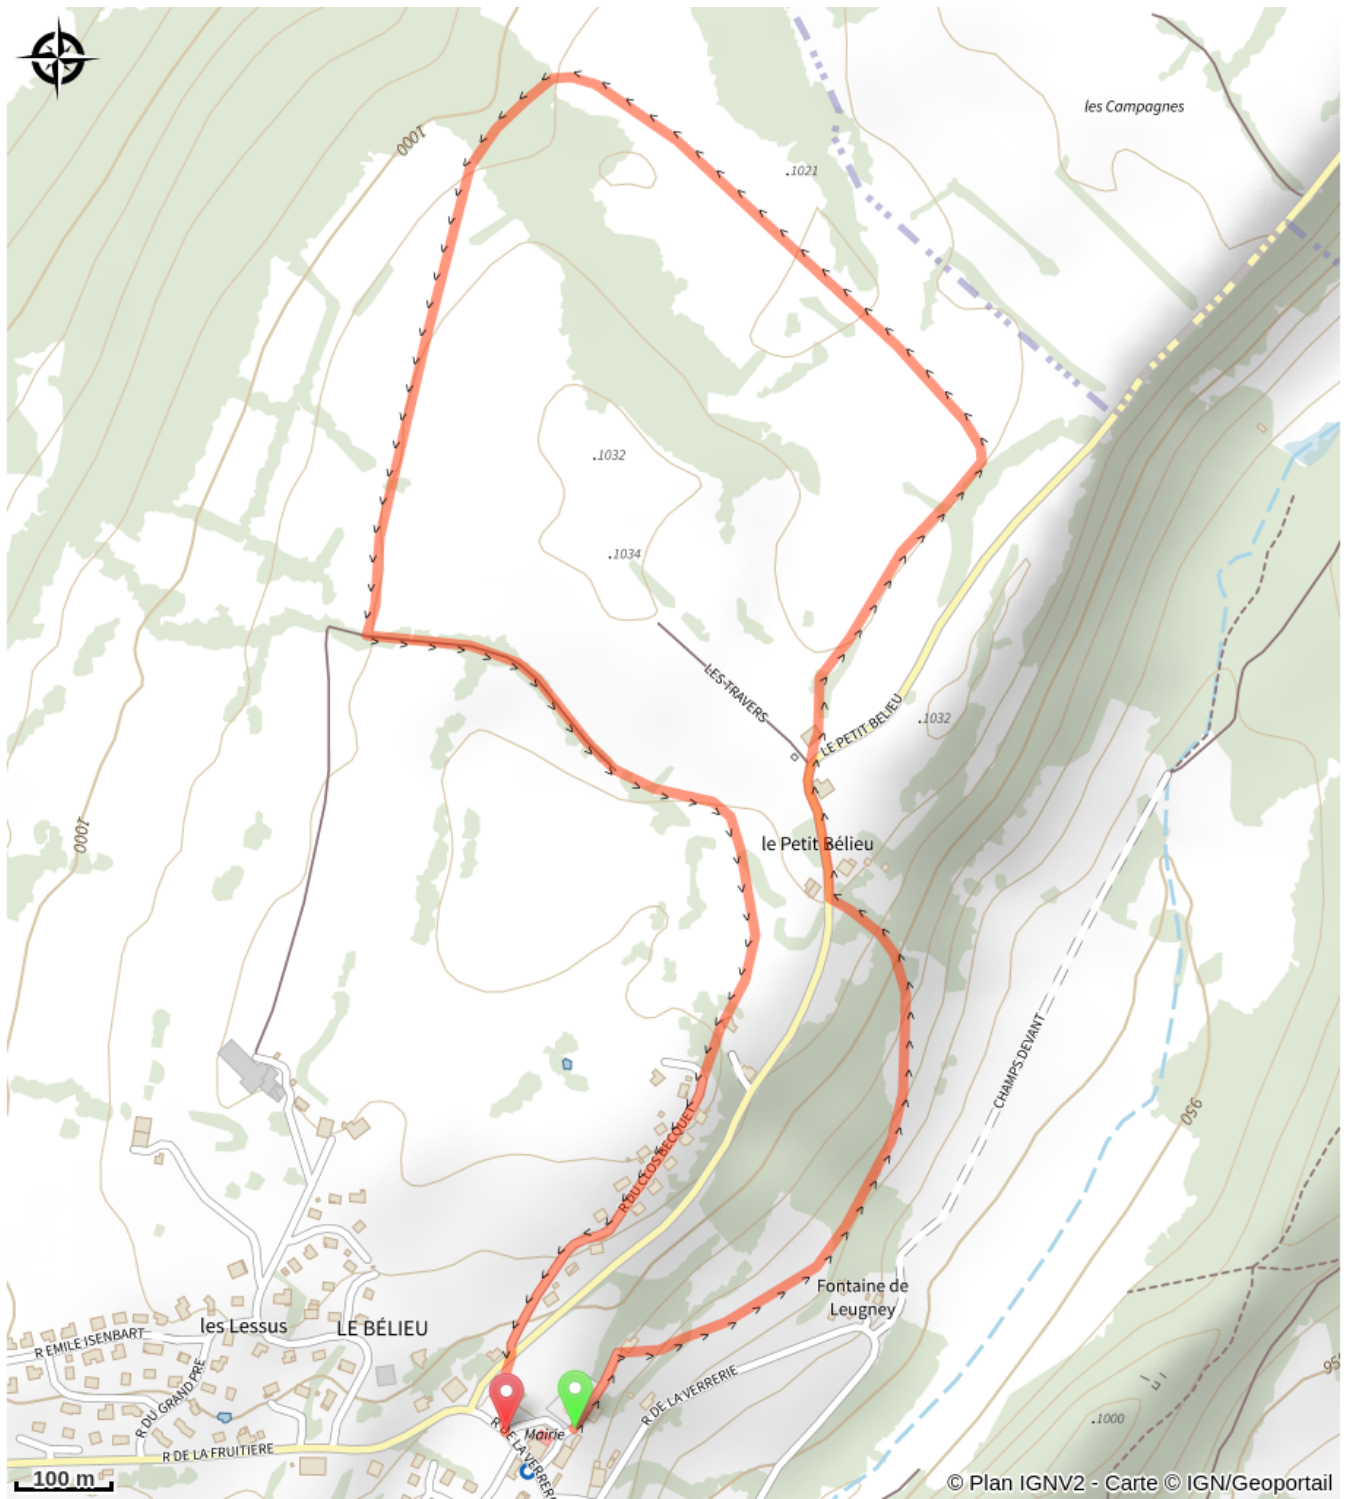 les Campagnes
1000
.1021
.1032
.1034
LES TRAVERS
LE PETIT BELIEU
.1032
le Petit Bélieu
1000
CHAMPS DEVANT
950
R DU CLOS BECQUET
Fontaine de
Leugney
les Lessus
LE BÉLIEU
R EMILE ISENBART
R DU GRAND PRE
R DE LA VERRERIE
R DE LA FRUITIERE
Mairie
.1000
100 m
© Plan IGNV2 - Carte © IGN/Geoportail